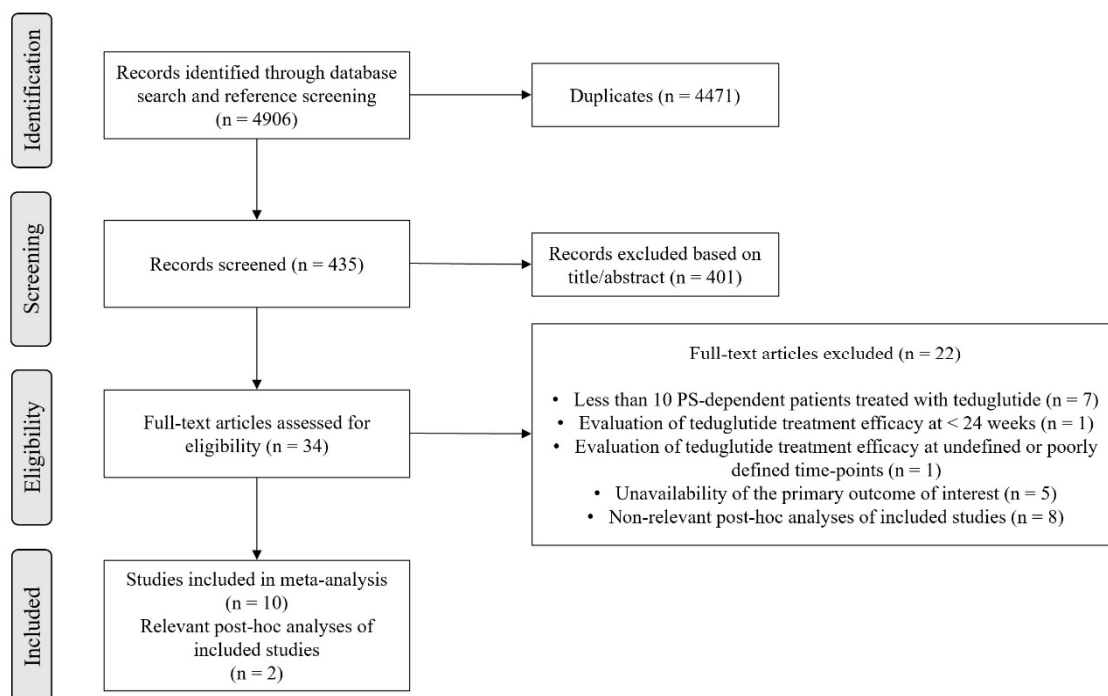 Identification
Records identified through database
search and reference screening
(n = 4906)
Duplicates (n = 4471)
Screening
Records screened (n = 435)
Records excluded based on
title/abstract (n = 401)
Eligibility
Full-text articles assessed for
eligibility (n = 34)
Full-text articles excluded (n = 22)
• Less than 10 PS-dependent patients treated with teduglutide (n = 7)
• Evaluation of teduglutide treatment efficacy at < 24 weeks (n = 1)
• Evaluation of teduglutide treatment efficacy at undefined or poorly
defined time-points (n = 1)
• Unavailability of the primary outcome of interest (n = 5)
• Non-relevant post-hoc analyses of included studies (n = 8)
Included
Studies included in meta-analysis
(n = 10)
Relevant post-hoc analyses of
included studies
(n = 2)